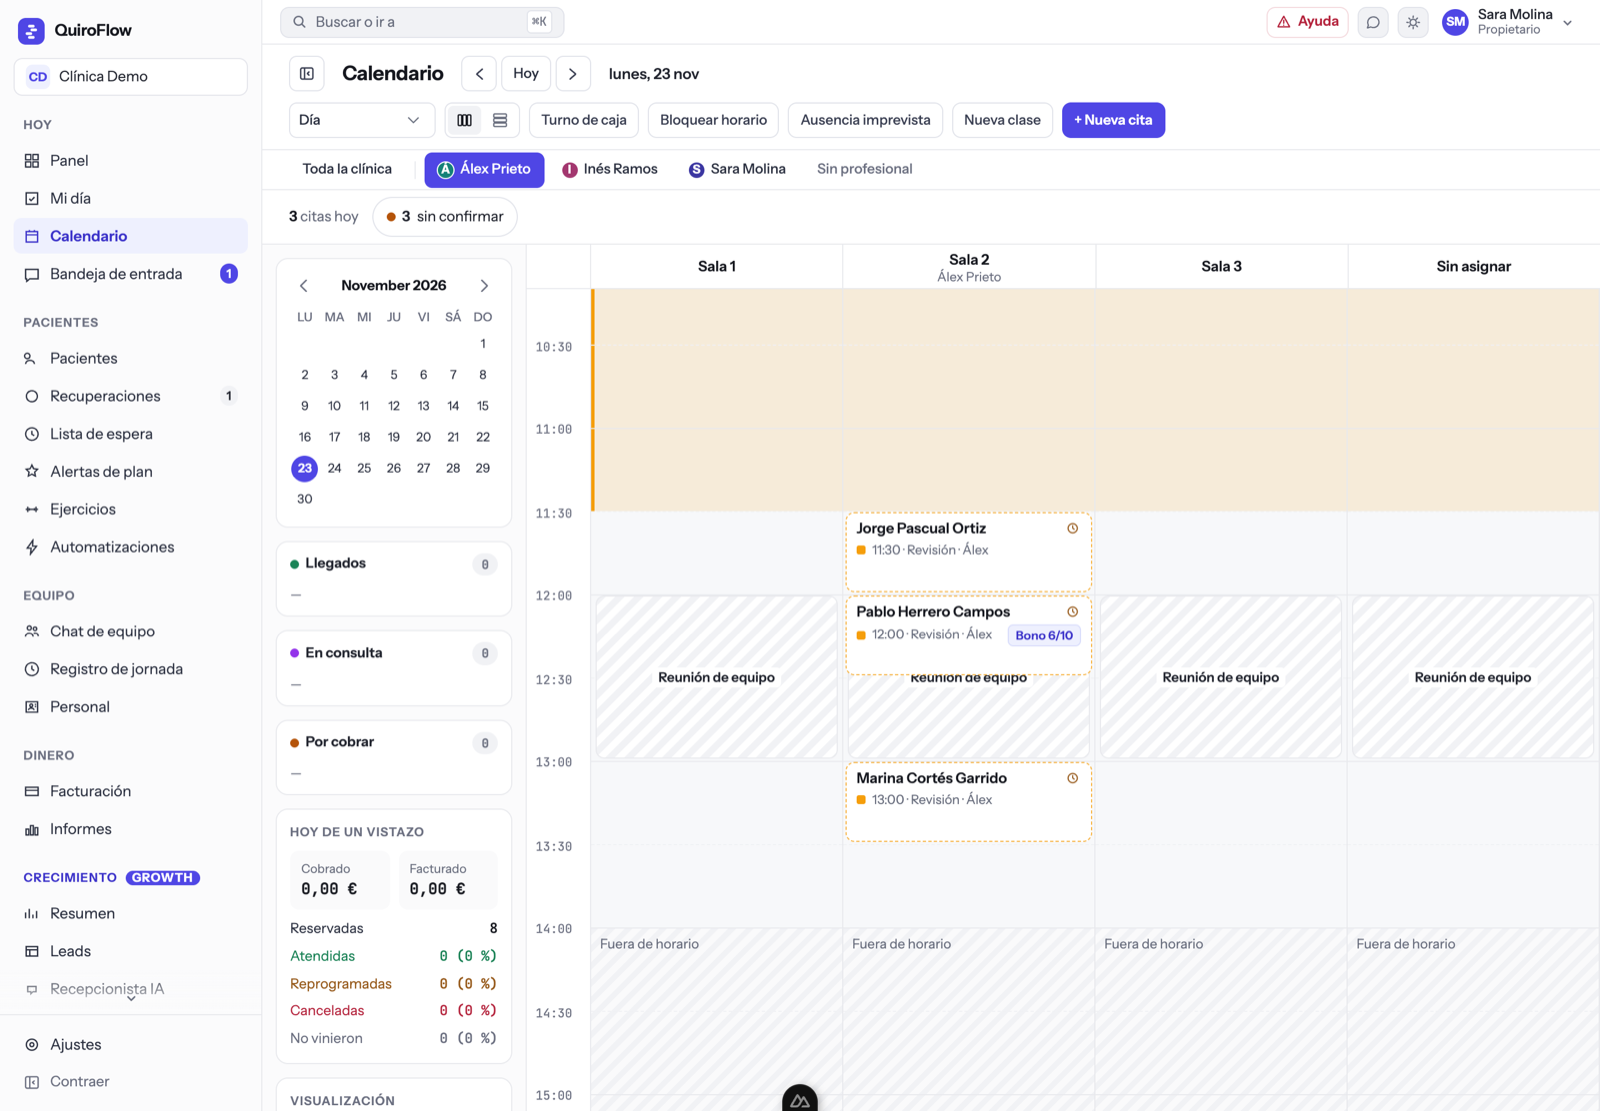 QuiroFlow
CD Clínica Demo
HOY
Panel
Mi día
Calendario
Bandeja de entrada 1
PACIENTES
Pacientes
Recuperaciones 1
Lista de espera
Alertas de plan
Ejercicios
Automatizaciones
EQUIPO
Chat de equipo
Registro de jornada
Personal
DINERO
Facturación
Informes
CRECIMIENTO GROWTH
Resumen
Leads
Recepcionista IA
Ajustes
Contraer
Buscar o ir a ⌘K
Ayuda
SM Sara Molina
Propietario
Calendario
Hoy
lunes, 23 nov
Día
Turno de caja
Bloquear horario
Ausencia imprevista
Nueva clase
+ Nueva cita
Toda la clínica
Á Álex Prieto
I Inés Ramos
S Sara Molina
Sin profesional
3 citas hoy
3 sin confirmar
November 2026
LU MA MI JU VI SÁ DO
1
2 3 4 5 6 7 8
9 10 11 12 13 14 15
16 17 18 19 20 21 22
23 24 25 26 27 28 29
30
Llegados 0
—
En consulta 0
—
Por cobrar 0
—
HOY DE UN VISTAZO
Cobrado
0,00 €
Facturado
0,00 €
Reservadas 8
Atendidas 0 (0 %)
Reprogramadas 0 (0 %)
Canceladas 0 (0 %)
No vinieron 0 (0 %)
VISUALIZACIÓN
Sala 1
Sala 2
Álex Prieto
Sala 3
Sin asignar
10:30
11:00
11:30
12:00
12:30
13:00
13:30
14:00
14:30
15:00
Jorge Pascual Ortiz
11:30 · Revisión · Álex
Pablo Herrero Campos
12:00 · Revisión · Álex Bono 6/10
Reunión de equipo
Reunión de equipo
Reunión de equipo
Reunión de equipo
Marina Cortés Garrido
13:00 · Revisión · Álex
Fuera de horario
Fuera de horario
Fuera de horario
Fuera de horario